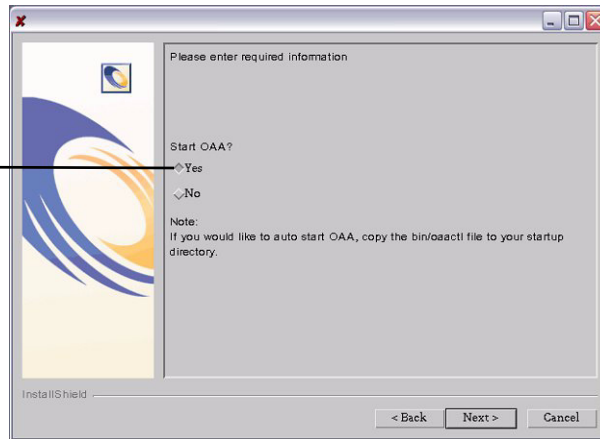 Please enter required information
Start OAA?
Yes
No
Note:
If you would like to auto start OAA, copy the bin/oaactl file to your startup
directory.
InstallShield
< Back
Next >
Cancel